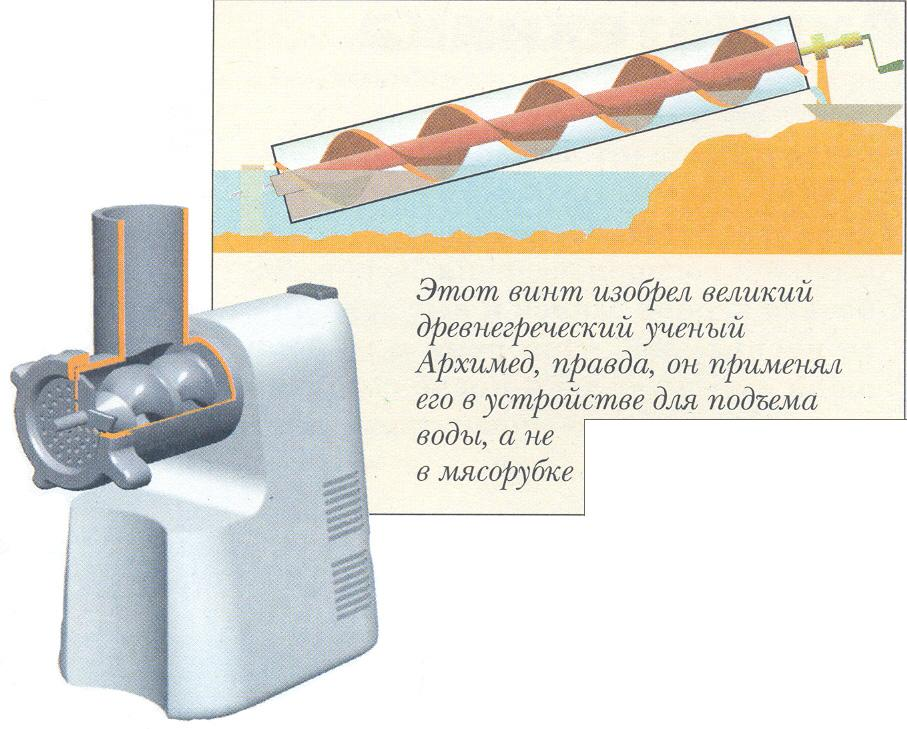 Этот винт изобрел великий
древнегреческий ученый
Архимед, правда, он применял
его в устройстве для подъема
воды, а не
в мясорубке